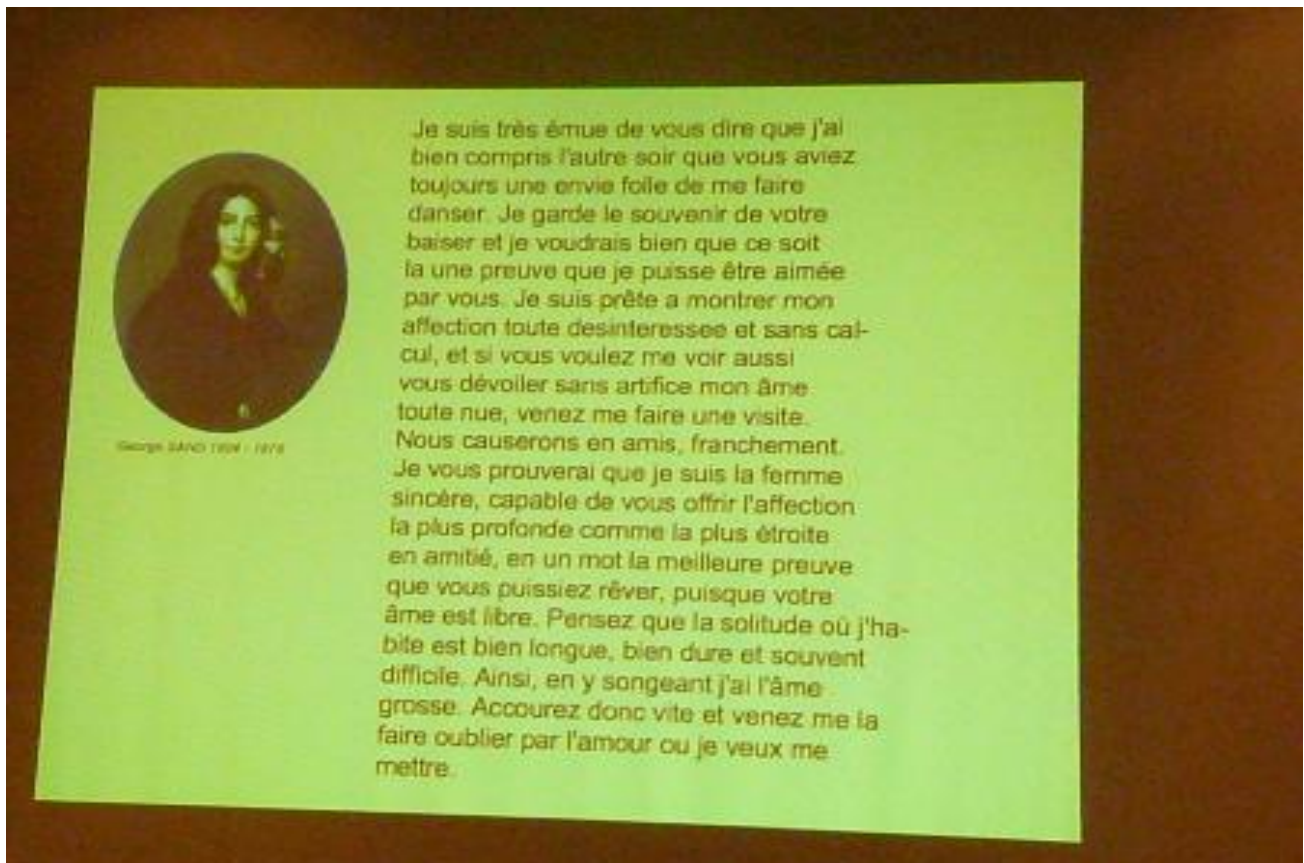 Je suis très émue de vous dire que j'ai
bien compris l'autre soir que vous aviez
toujours une envie folle de me faire
danser. Je garde le souvenir de votre
baiser et je voudrais bien que ce soit
la une preuve que je puisse être aimée
par vous. Je suis prête a montrer mon
affection toute desinteressee et sans cal-
cul, et si vous voulez me voir aussi
vous dévoiler sans artifice mon âme
toute nue, venez me faire une visite.
Nous causerons en amis, franchement.
Je vous prouverai que je suis la femme
sincère, capable de vous offrir l'affection
la plus profonde comme la plus étroite
en amitié, en un mot la meilleure preuve
que vous puissiez rêver, puisque votre
âme est libre. Pensez que la solitude où j'ha-
bite est bien longue, bien dure et souvent
difficile. Ainsi, en y songeant j'ai l'âme
grosse. Accourez donc vite et venez me la
faire oublier par l'amour ou je veux me
mettre.
George SAND 1804 - 1876